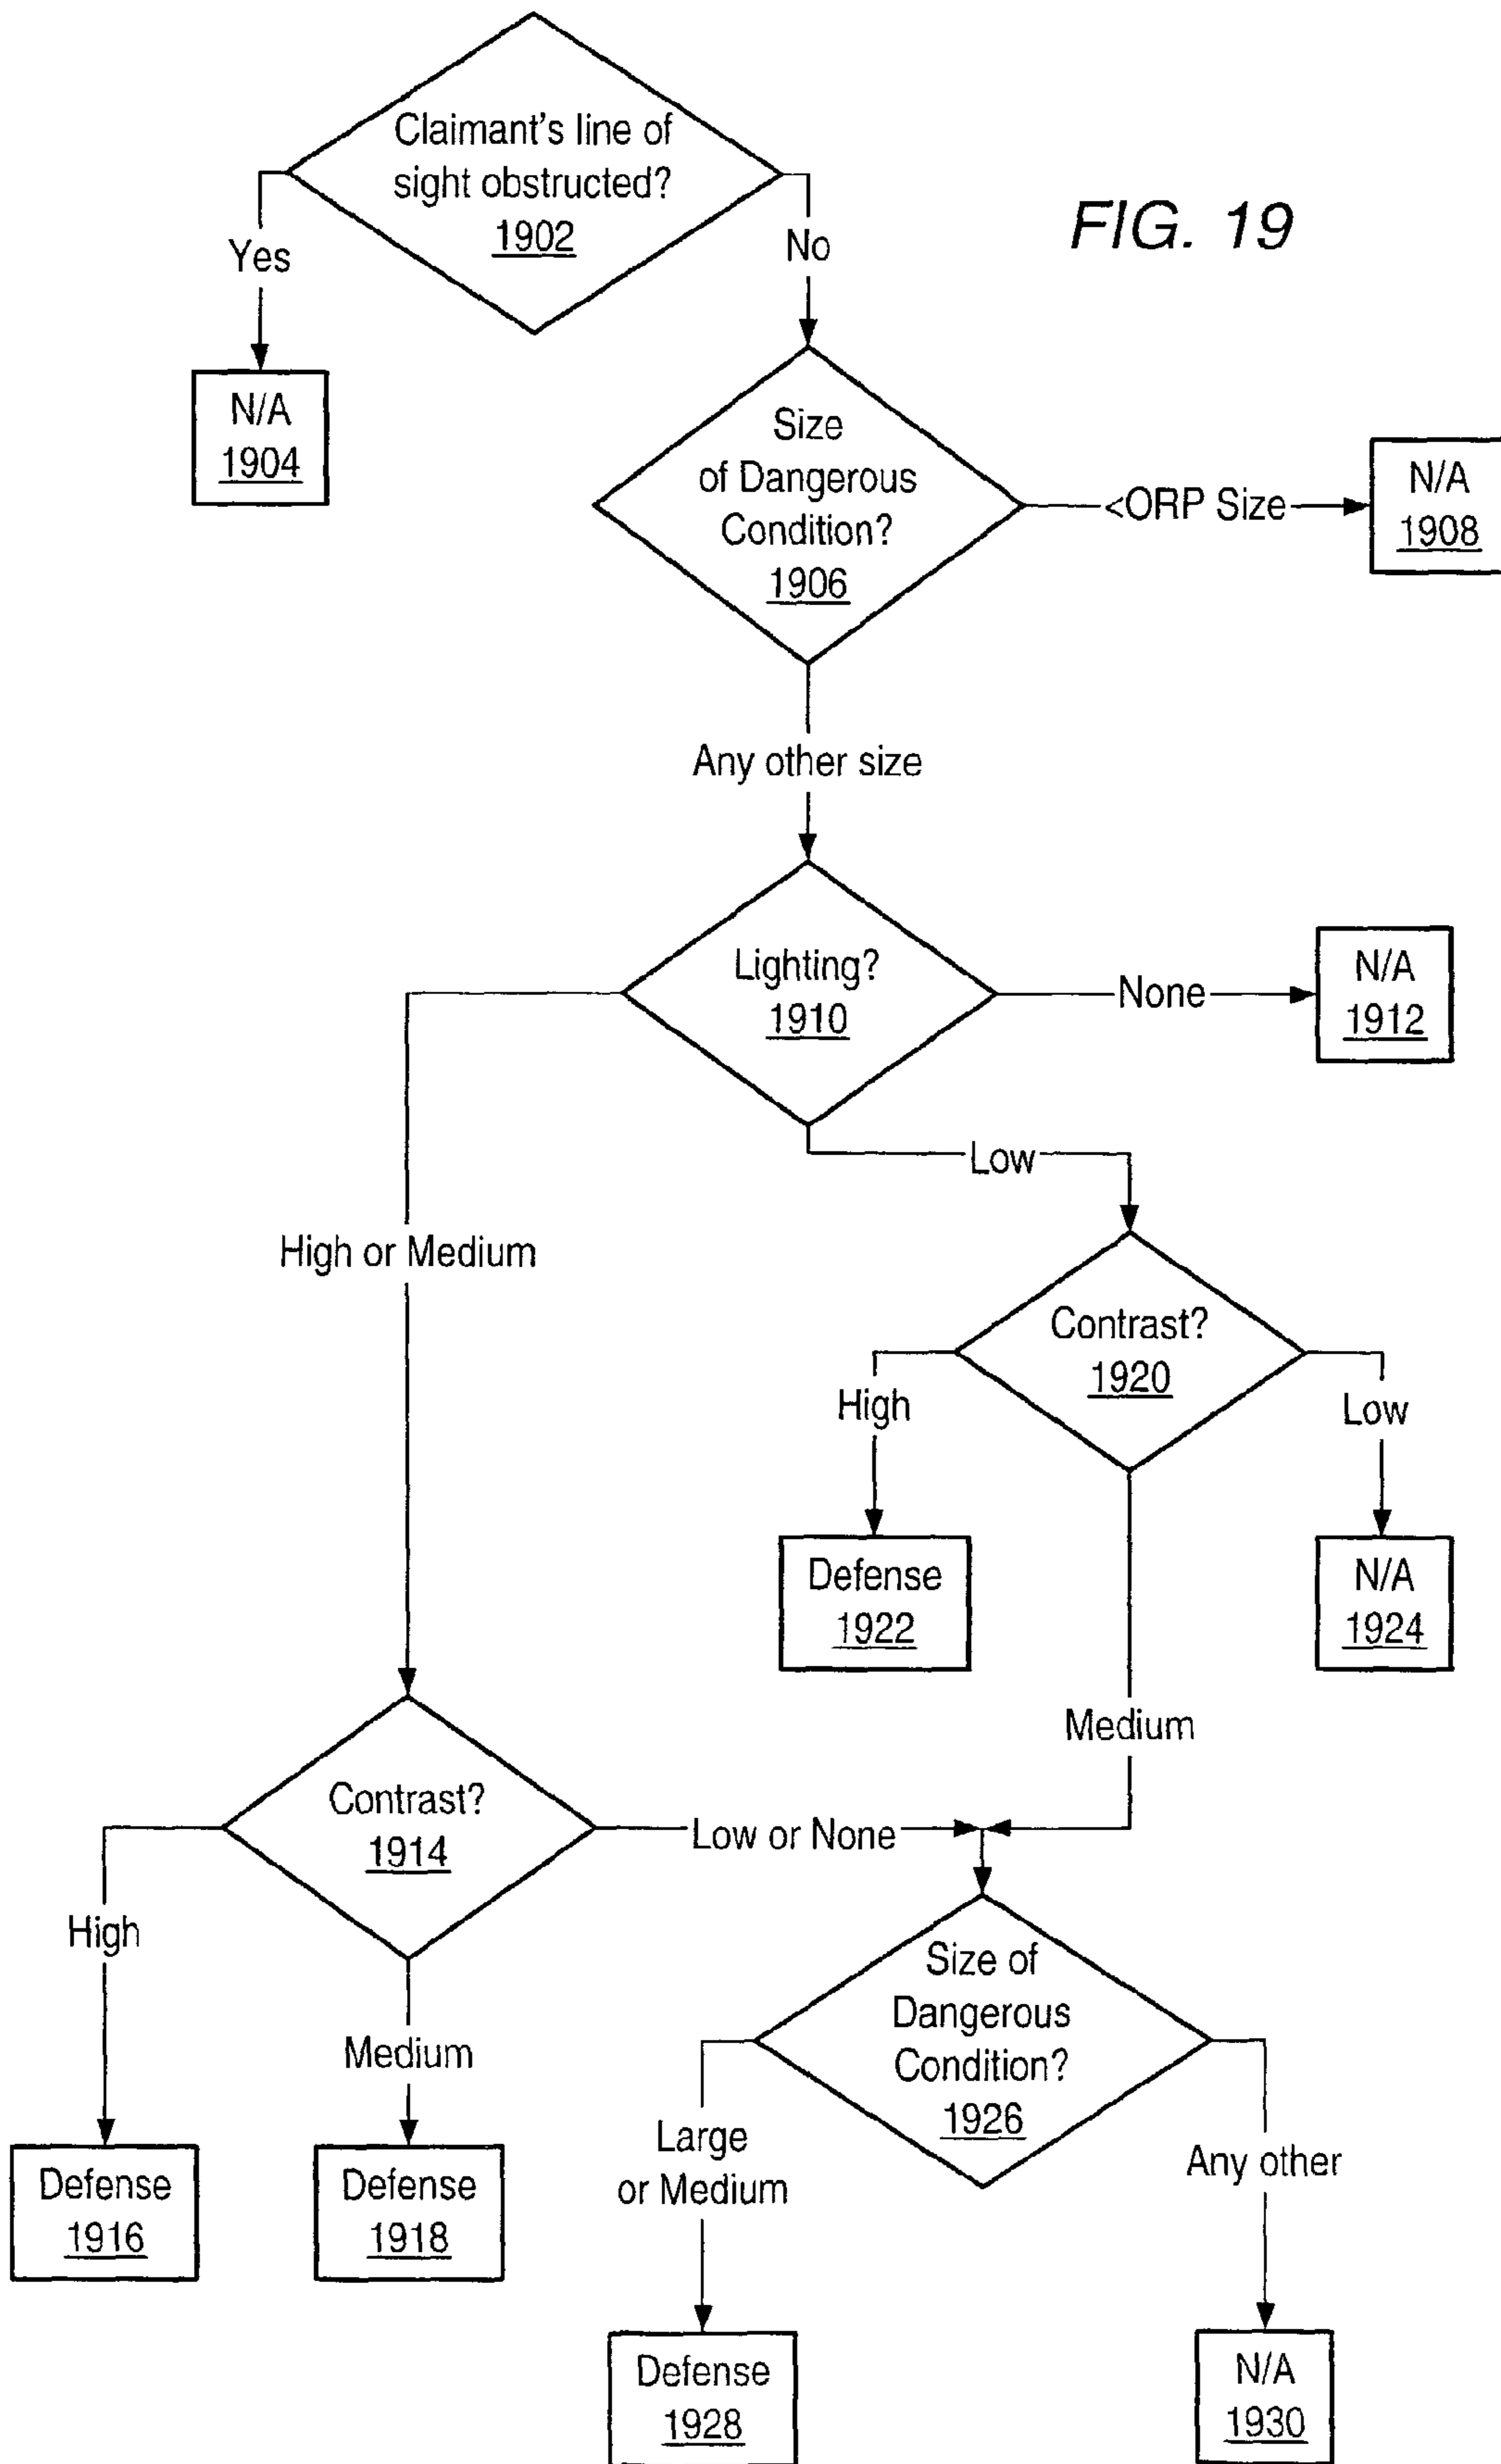 Claimant's line of
sight obstructed?
1902
FIG. 19
Yes
No
N/A
1904
Size
of Dangerous
Condition?
1906
<ORP Size
N/A
1908
Any other size
Lighting?
1910
None
N/A
1912
Low
High or Medium
Contrast?
1920
High
Low
Defense
1922
N/A
1924
Medium
Contrast?
1914
Low or None
High
Medium
Size of
Dangerous
Condition?
1926
Large
or Medium
Any other
Defense
1916
Defense
1918
Defense
1928
N/A
1930